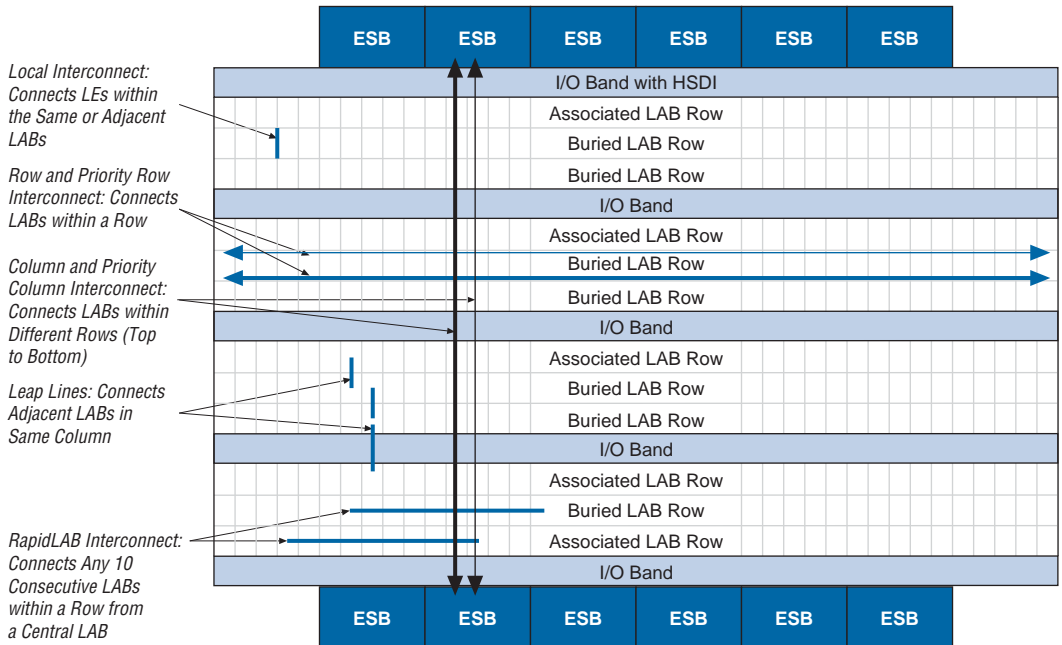 ESB ESB ESB ESB ESB ESB
Local Interconnect:
Connects LEs within
the Same or Adjacent
LABs
I/O Band with HSDI
Associated LAB Row
Buried LAB Row
Buried LAB Row
Row and Priority Row
Interconnect: Connects
LABs within a Row
I/O Band
Associated LAB Row
Buried LAB Row
Buried LAB Row
Column and Priority
Column Interconnect:
Connects LABs within
Different Rows (Top
to Bottom)
I/O Band
Associated LAB Row
Buried LAB Row
Buried LAB Row
Leap Lines: Connects
Adjacent LABs in
Same Column
I/O Band
Associated LAB Row
Buried LAB Row
Associated LAB Row
RapidLAB Interconnect:
Connects Any 10
Consecutive LABs
within a Row from
a Central LAB
I/O Band
ESB ESB ESB ESB ESB ESB